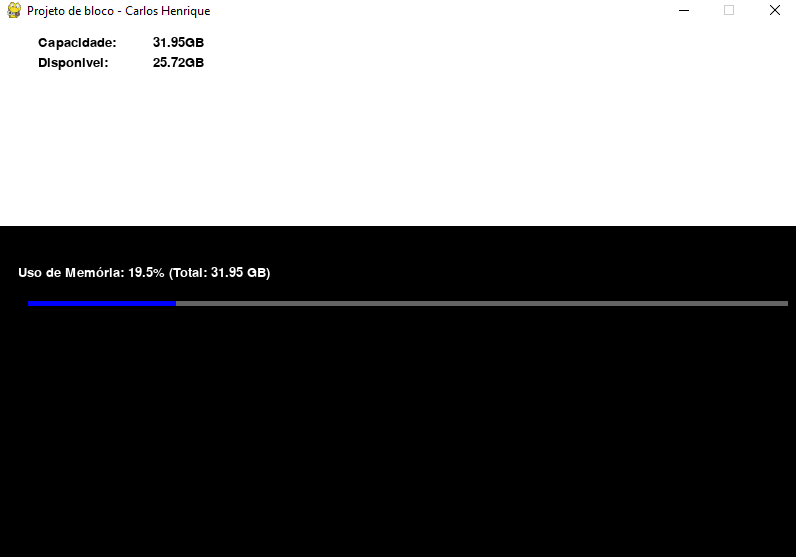 Projeto de bloco - Carlos Henrique
Capacidade: 31.95GB
Disponivel: 25.72GB
Uso de Memória: 19.5% (Total: 31.95 GB)